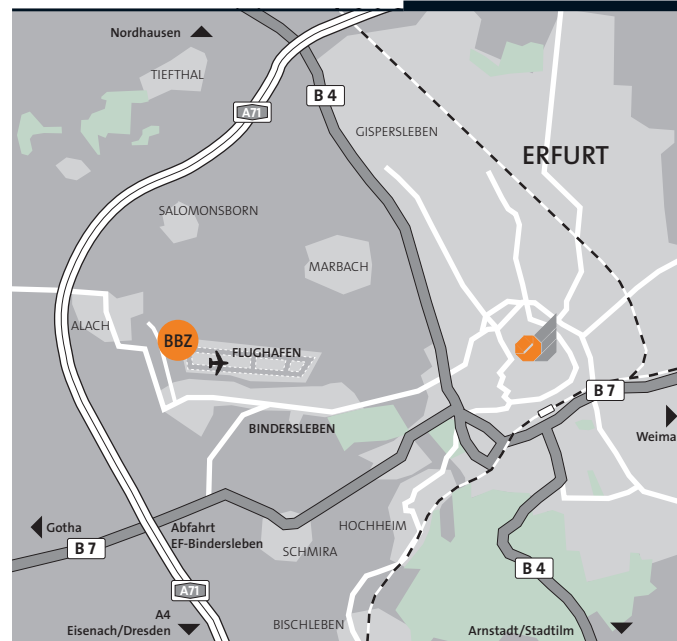 Nordhausen
TIEFTHAL
A71
B 4
GISPERSLEBEN
ERFURT
SALOMONSBORN
MARBACH
ALACH
BBZ
FLUGHAFEN
B 7
BINDERSLEBEN
Weima
Gotha
B 7
Abfahrt
EF-Bindersleben
HOCHHEIM
SCHMIRA
B 4
A71
A4
Eisenach/Dresden
BISCHLEBEN
Arnstadt/Stadtilm